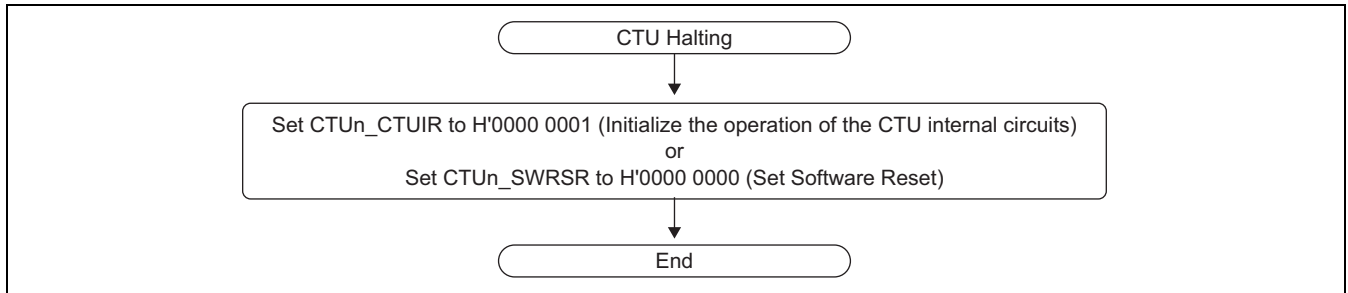 CTU Halting
Set CTUn_CTUIR to H'0000 0001 (Initialize the operation of the CTU internal circuits)
or
Set CTUn_SWRSR to H'0000 0000 (Set Software Reset)
End